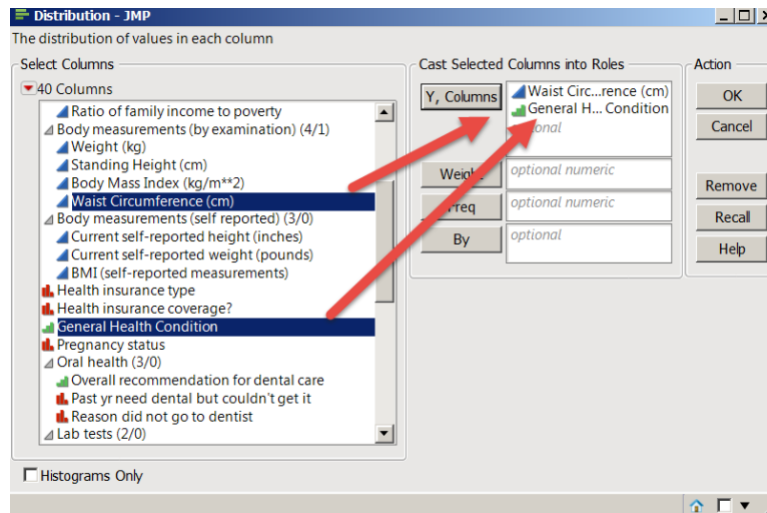 Distribution - JMP
The distribution of values in each column
Select Columns
40 Columns
Ratio of family income to poverty
Body measurements (by examination) (4/1)
Weight (kg)
Standing Height (cm)
Body Mass Index (kg/m**2)
Waist Circumference (cm)
Body measurements (self reported) (3/0)
Current self-reported height (inches)
Current self-reported weight (pounds)
BMI (self-reported measurements)
Health insurance type
Health insurance coverage?
General Health Condition
Pregnancy status
Oral health (3/0)
Overall recommendation for dental care
Past yr need dental but couldn't get it
Reason did not go to dentist
Lab tests (2/0)
Histograms Only
Cast Selected Columns into Roles
Y, Columns
Waist Circ...rence (cm)
General H... Condition
optional
Weight
optional numeric
Freq
optional numeric
By
optional
Action
OK
Cancel
Remove
Recall
Help